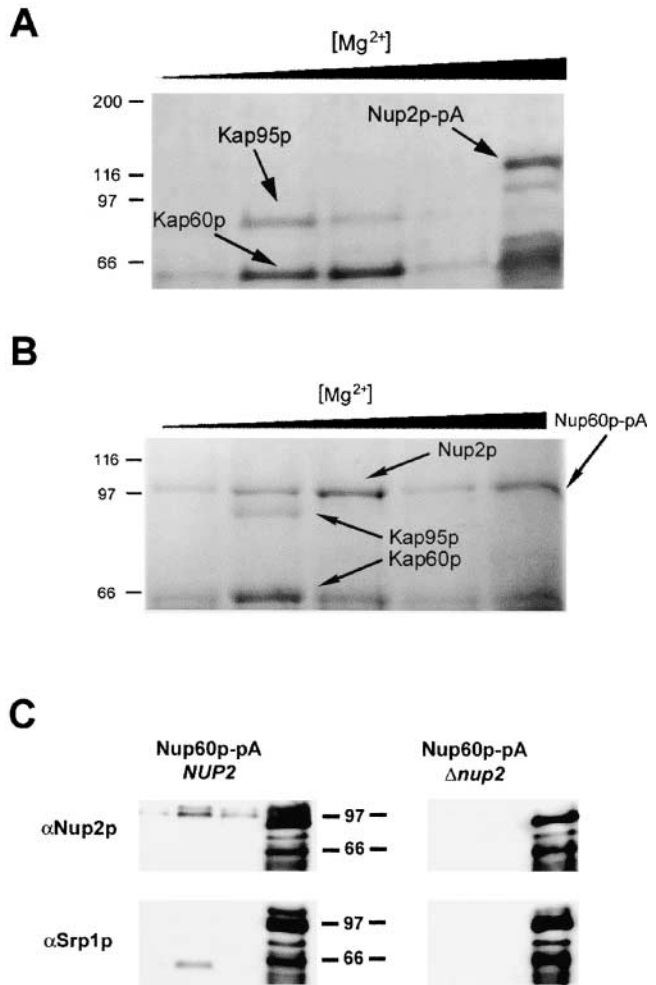 A
[Mg2+]
200
Nup2p-pA
Kap95p
116
97
Kap60p
66
B
[Mg2+]
Nup60p-pA
Nup2p
116
97
Kap95p
Kap60p
66
C
Nup60p-pA
NUP2
Nup60p-pA
Δnup2
αNup2p
97
66
αSrp1p
97
66